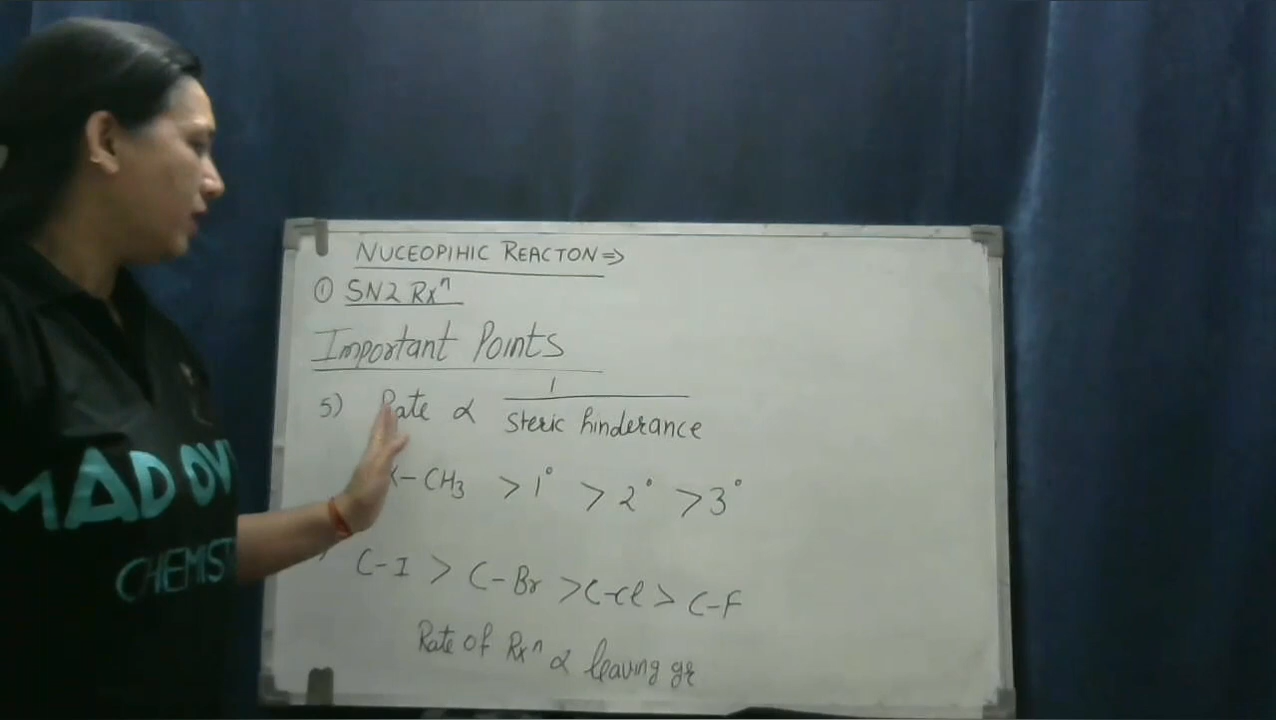 NUCEOPIHIC REACTON⇒
① SN2 Rxⁿ
Important Points
5) Rate ∝ 1 / Steric hinderance
X-CH3 > 1° > 2° > 3°
C-I > C-Br > C-Cl > C-F
Rate of Rxⁿ ∝ leaving gr
MAD OV
CHEMIST